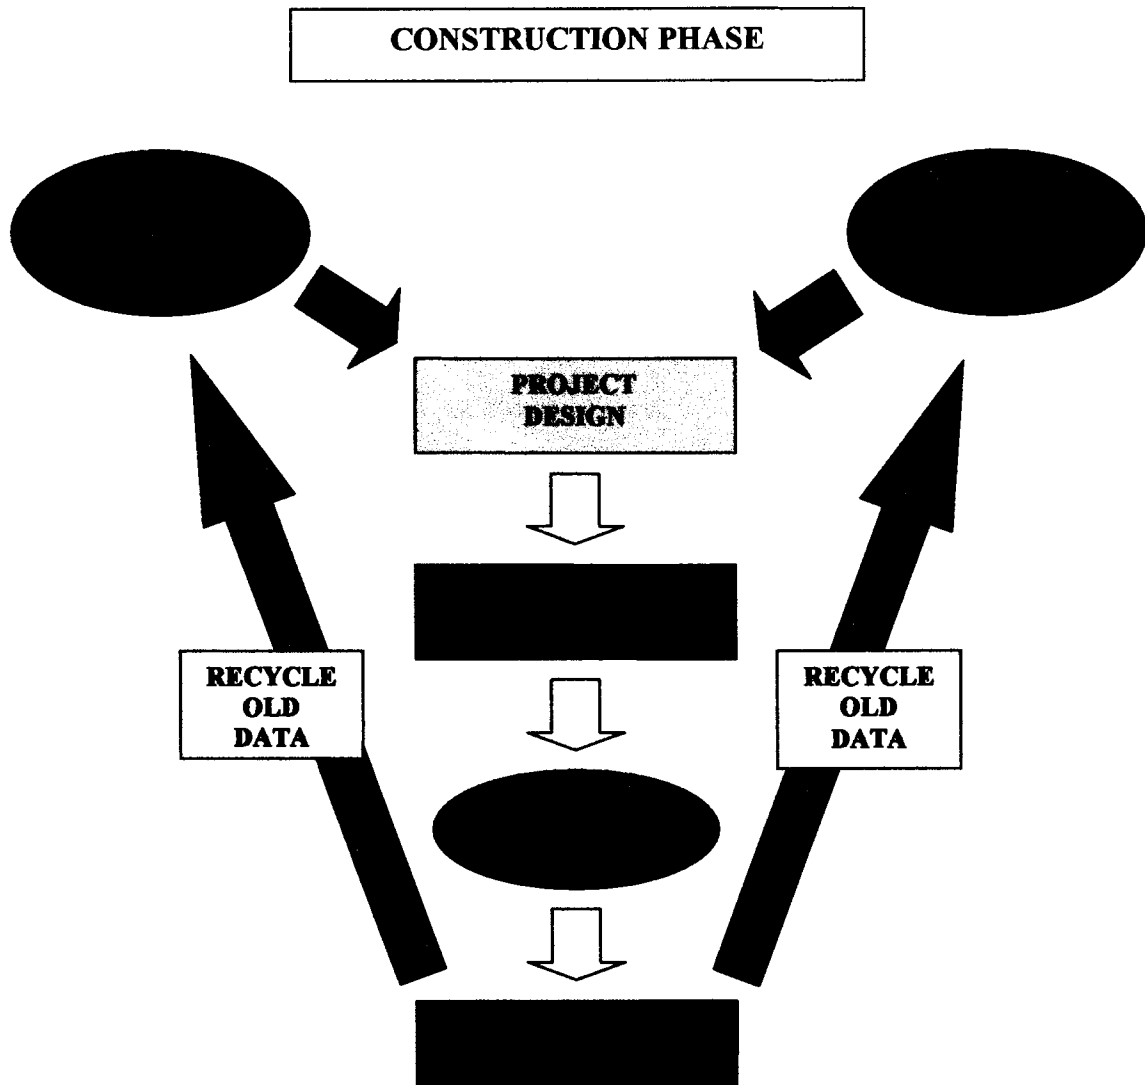 CONSTRUCTION PHASE
PROJECT
DESIGN
RECYCLE
OLD
DATA
RECYCLE
OLD
DATA